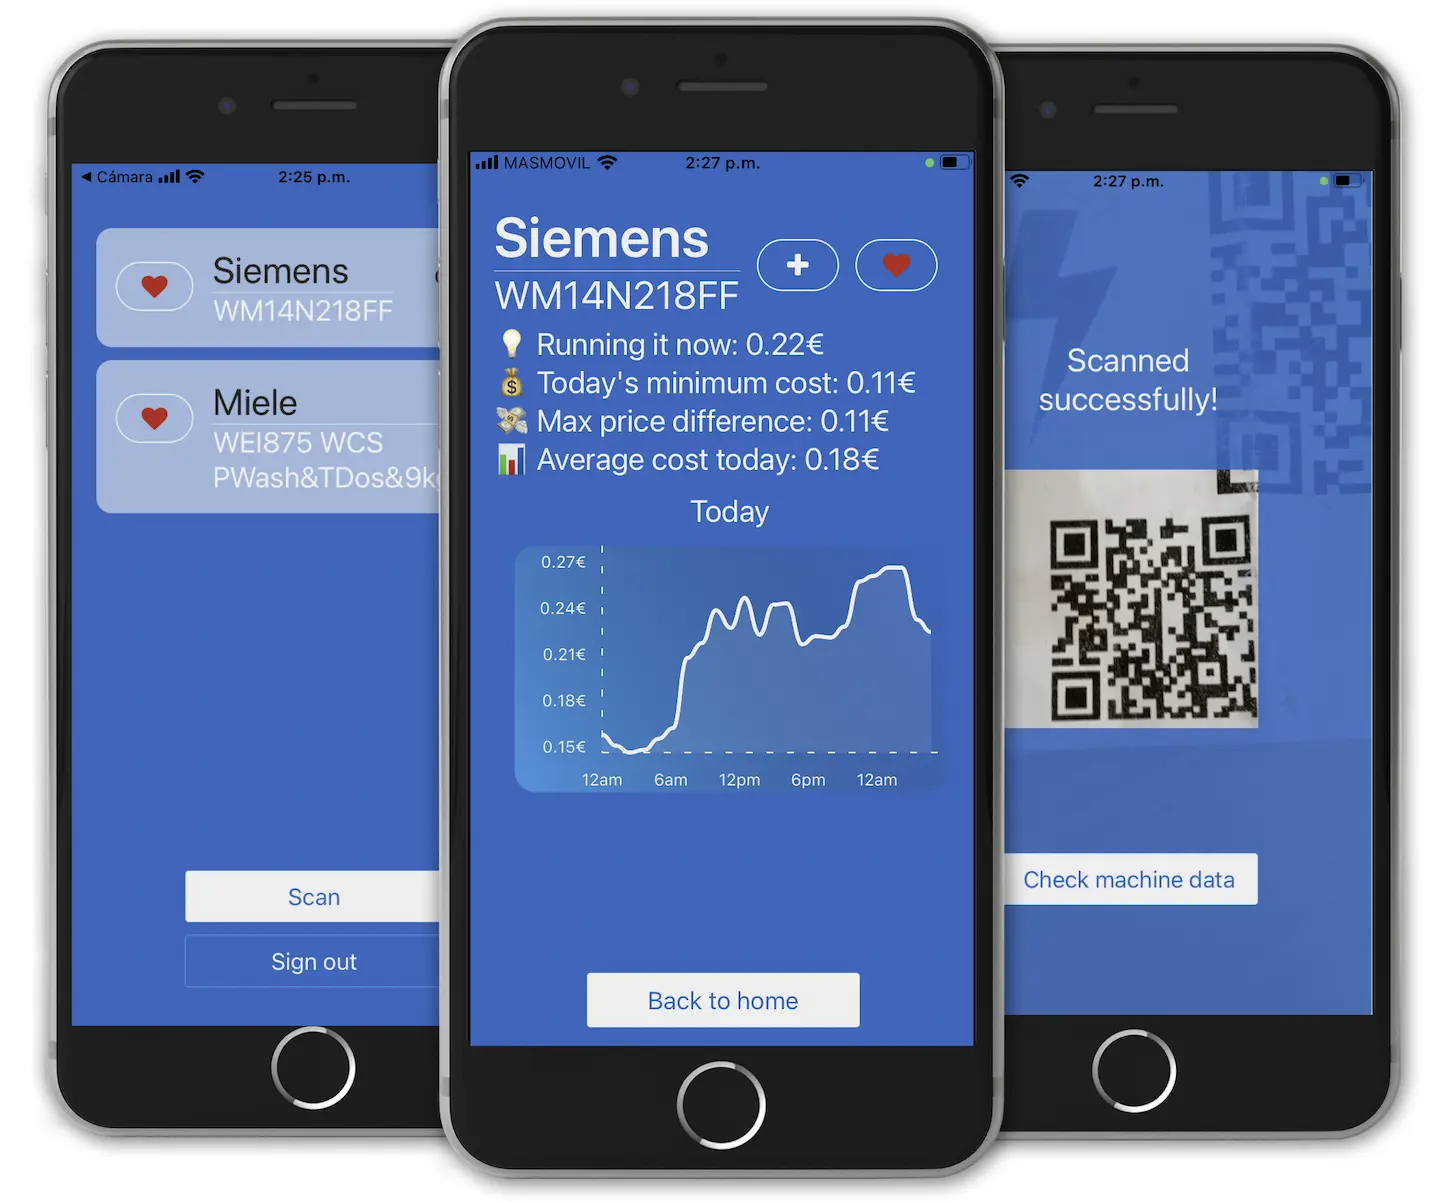 Cámara
2:25 p.m.
Siemens
WM14N218FF
Miele
WEI875 WCS
PWash&TDos&9k
Scan
Sign out
MASMOVIL
2:27 p.m.
Siemens
WM14N218FF
Running it now: 0.22€
Today's minimum cost: 0.11€
Max price difference: 0.11€
Average cost today: 0.18€
Today
0.27€
0.24€
0.21€
0.18€
0.15€
12am 6am 12pm 6pm 12am
Back to home
2:27 p.m.
Scanned
successfully!
Check machine data